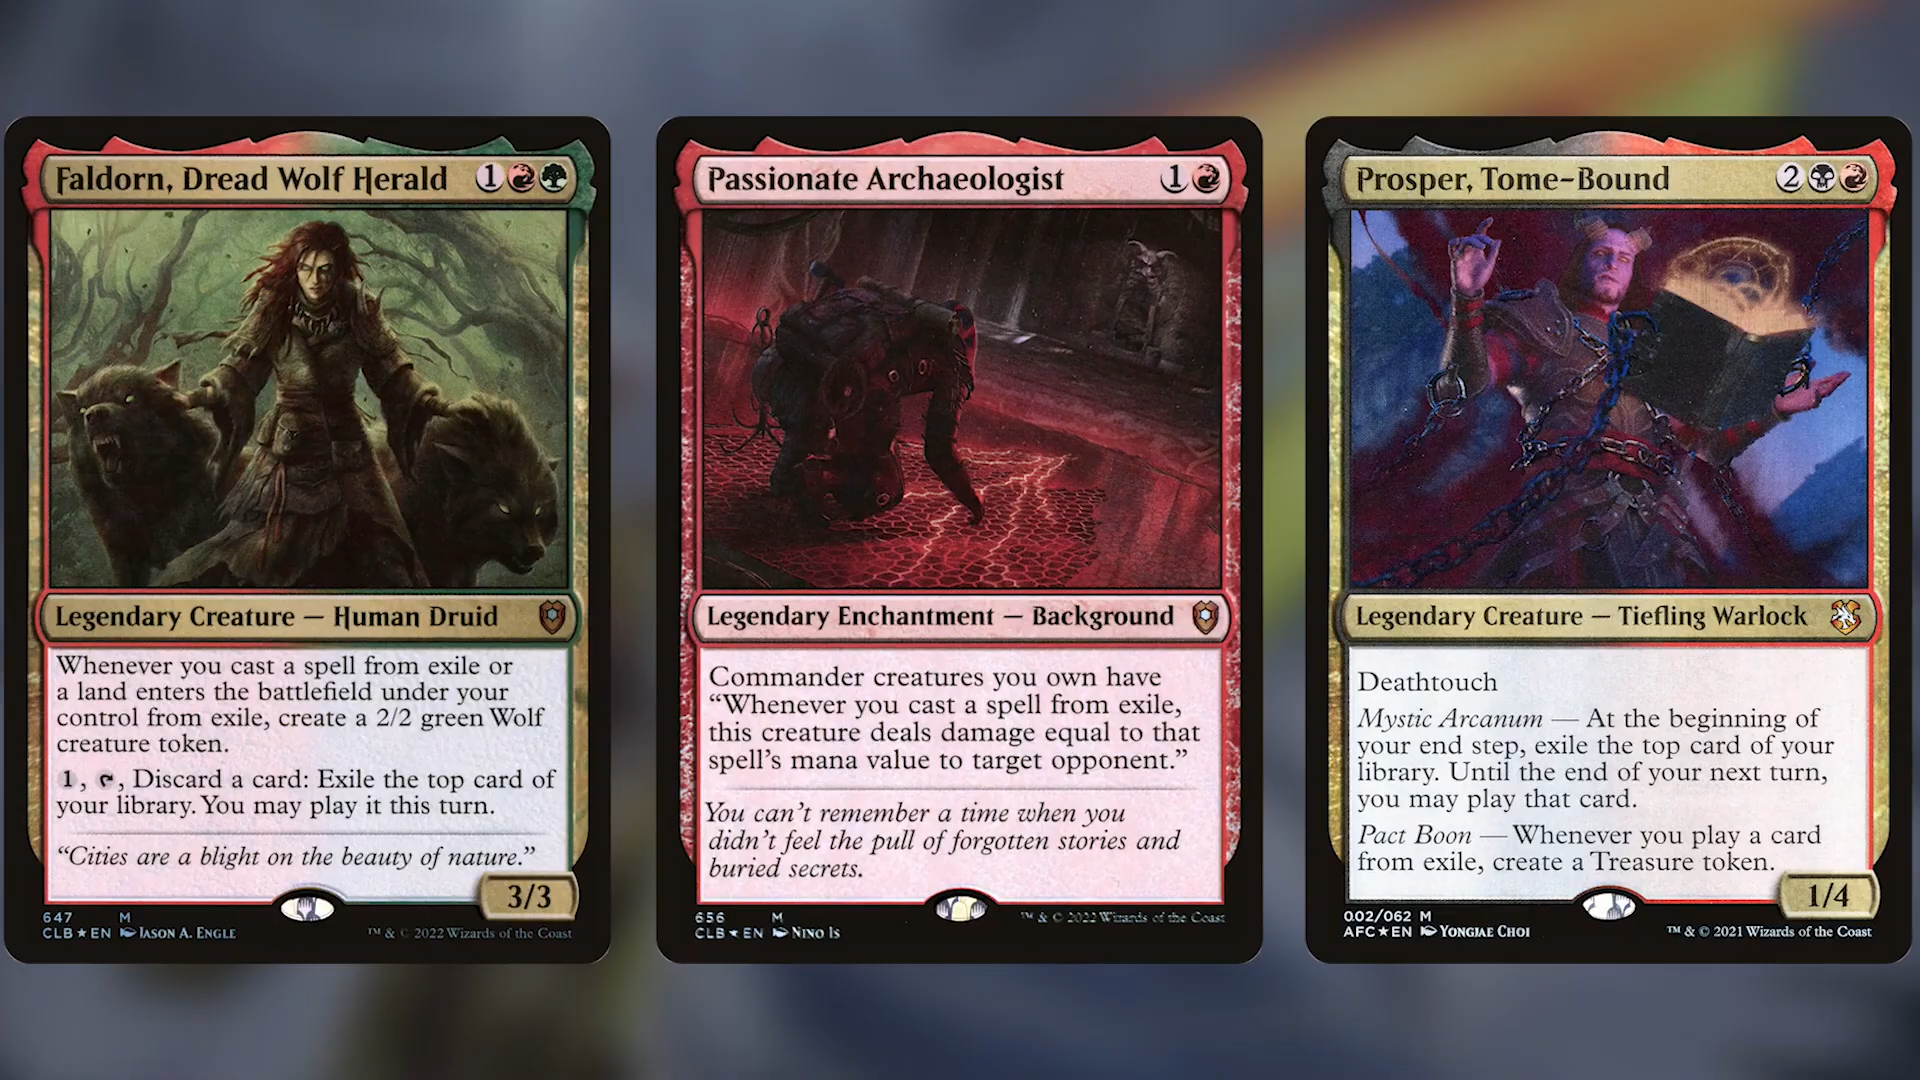 Faldorn, Dread Wolf Herald 1
Legendary Creature — Human Druid
Whenever you cast a spell from exile or
a land enters the battlefield under your
control from exile, create a 2/2 green Wolf
creature token.
1, , Discard a card: Exile the top card of
your library. You may play it this turn.
“Cities are a blight on the beauty of nature.”
3/3
647 M
CLB★EN JASON A. ENGLE
™ & © 2022 Wizards of the Coast
Passionate Archaeologist 1
Legendary Enchantment — Background
Commander creatures you own have
“Whenever you cast a spell from exile,
this creature deals damage equal to that
spell’s mana value to target opponent.”
You can’t remember a time when you
didn’t feel the pull of forgotten stories and
buried secrets.
656 M
CLB★EN NINO IS
™ & © 2022 Wizards of the Coast
Prosper, Tome-Bound 2
Legendary Creature — Tiefling Warlock
Deathtouch
Mystic Arcanum — At the beginning of
your end step, exile the top card of your
library. Until the end of your next turn,
you may play that card.
Pact Boon — Whenever you play a card
from exile, create a Treasure token.
1/4
002/062 M
AFC★EN YONGJAE CHOI
™ & © 2021 Wizards of the Coast